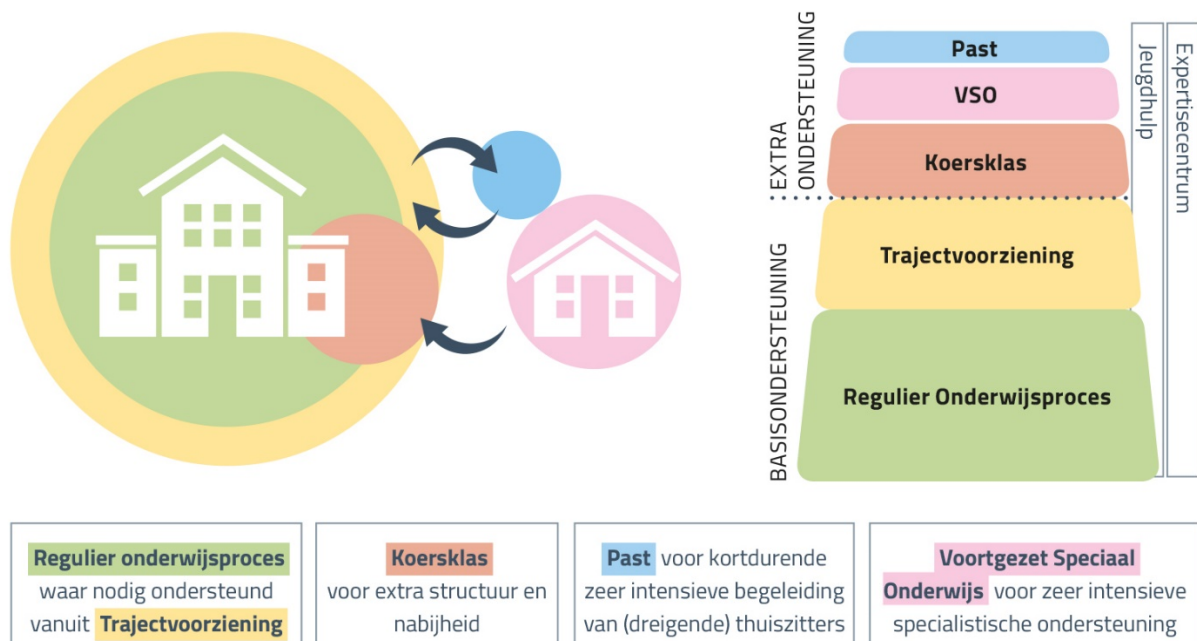 EXTRA
ONDERSTEUNING
BASISONDERSTEUNING
Past
VSO
Koersklas
Trajectvoorziening
Regulier Onderwijsproces
Jeugdhulp
Expertisecentrum
Regulier onderwijsproces
waar nodig ondersteund
vanuit Trajectvoorziening
Koersklas
voor extra structuur en
nabijheid
Past voor kortdurende
zeer intensieve begeleiding
van (dreigende) thuiszitters
Voortgezet Speciaal
Onderwijs voor zeer intensieve
specialistische ondersteuning